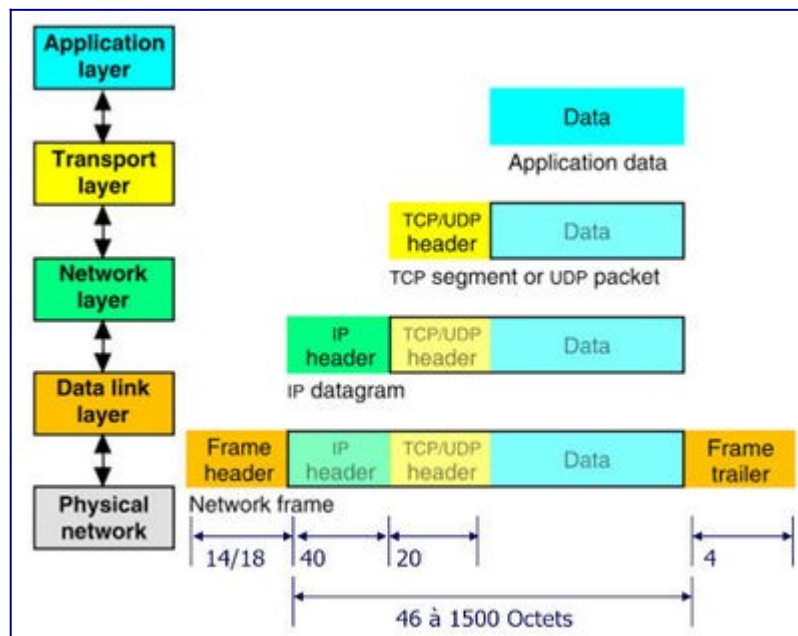 Application
layer
Data
Application data
Transport
layer
TCP/UDP
header
Data
TCP segment or UDP packet
Network
layer
IP
header
TCP/UDP
header
Data
IP datagram
Data link
layer
Frame
header
IP
header
TCP/UDP
header
Data
Frame
trailer
Physical
network
Network frame
14/18
40
20
4
46 à 1500 Octets